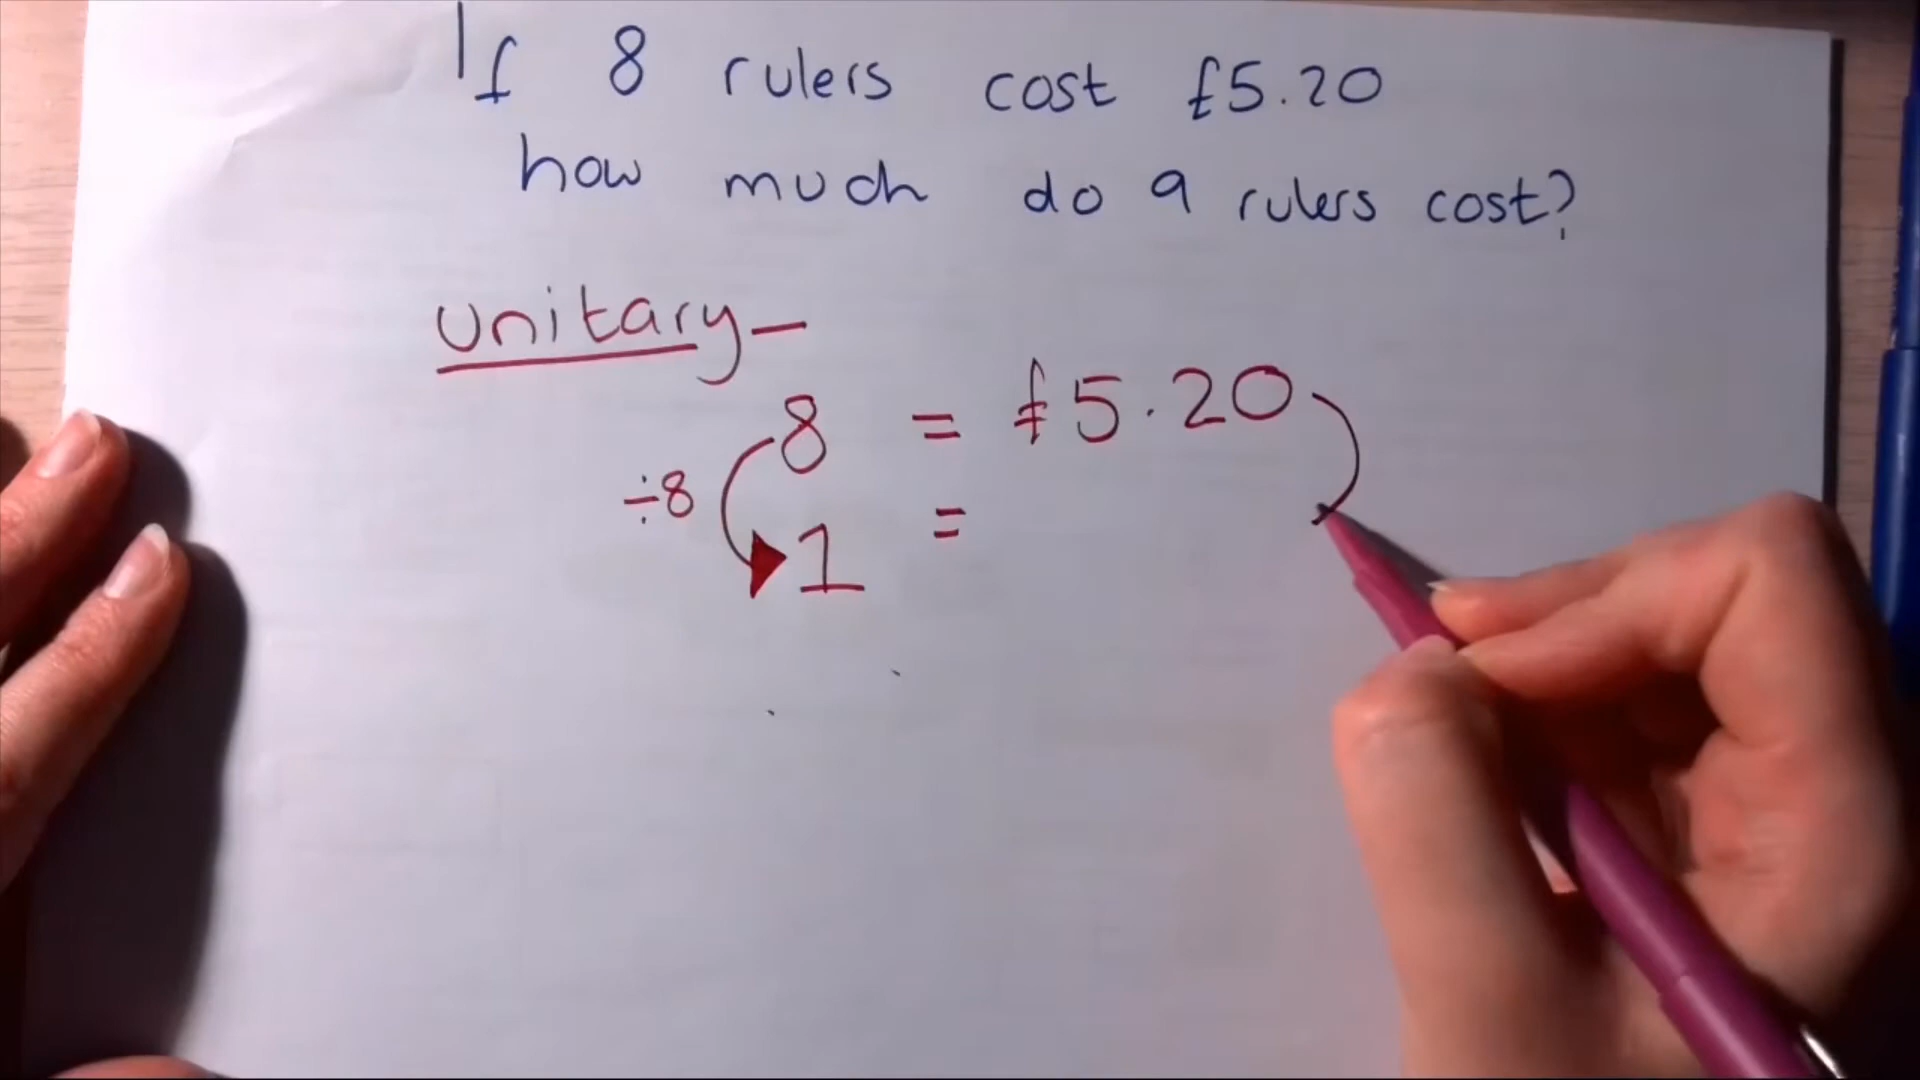 If 8 rulers cost £5.20
how much do 9 rulers cost?
Unitary -
8 = £5.20
÷8
1 =